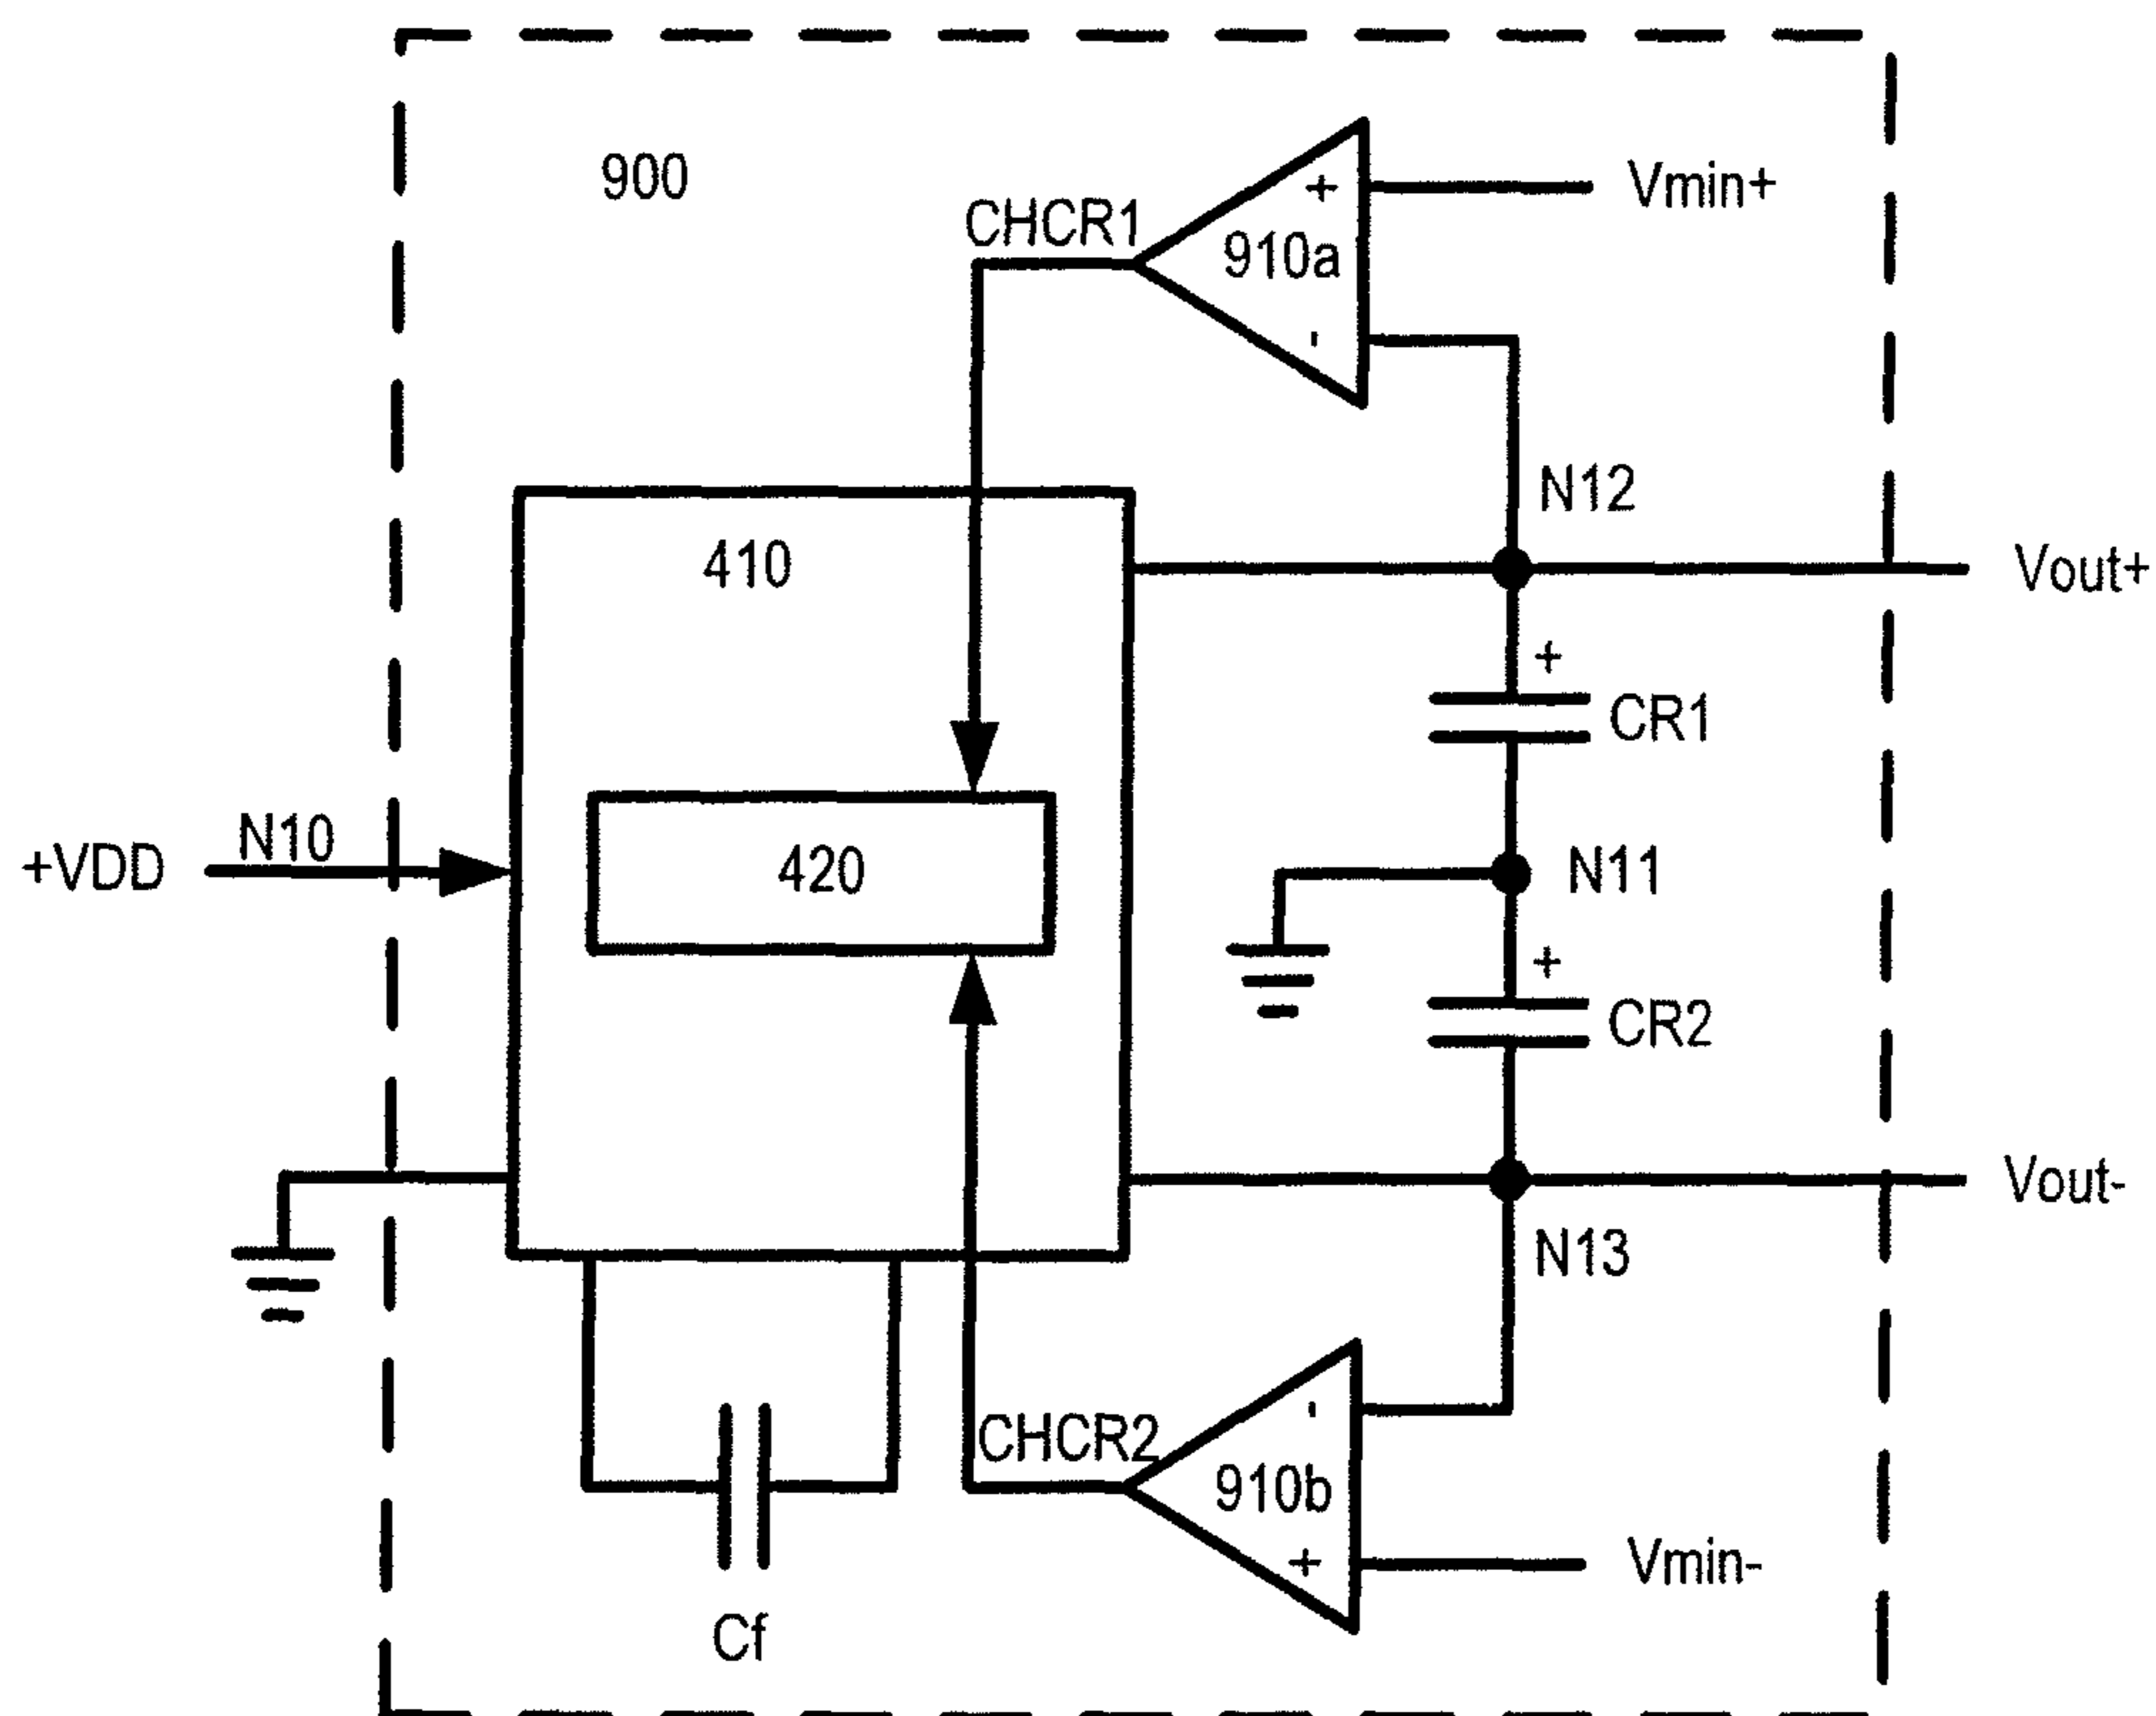 900
Vmin+
CHCR1
+
910a
-
N12
410
Vout+
+
CR1
N10
+VDD
420
N11
+
CR2
Vout-
N13
-
CHCR2
910b
+
Vmin-
Cf